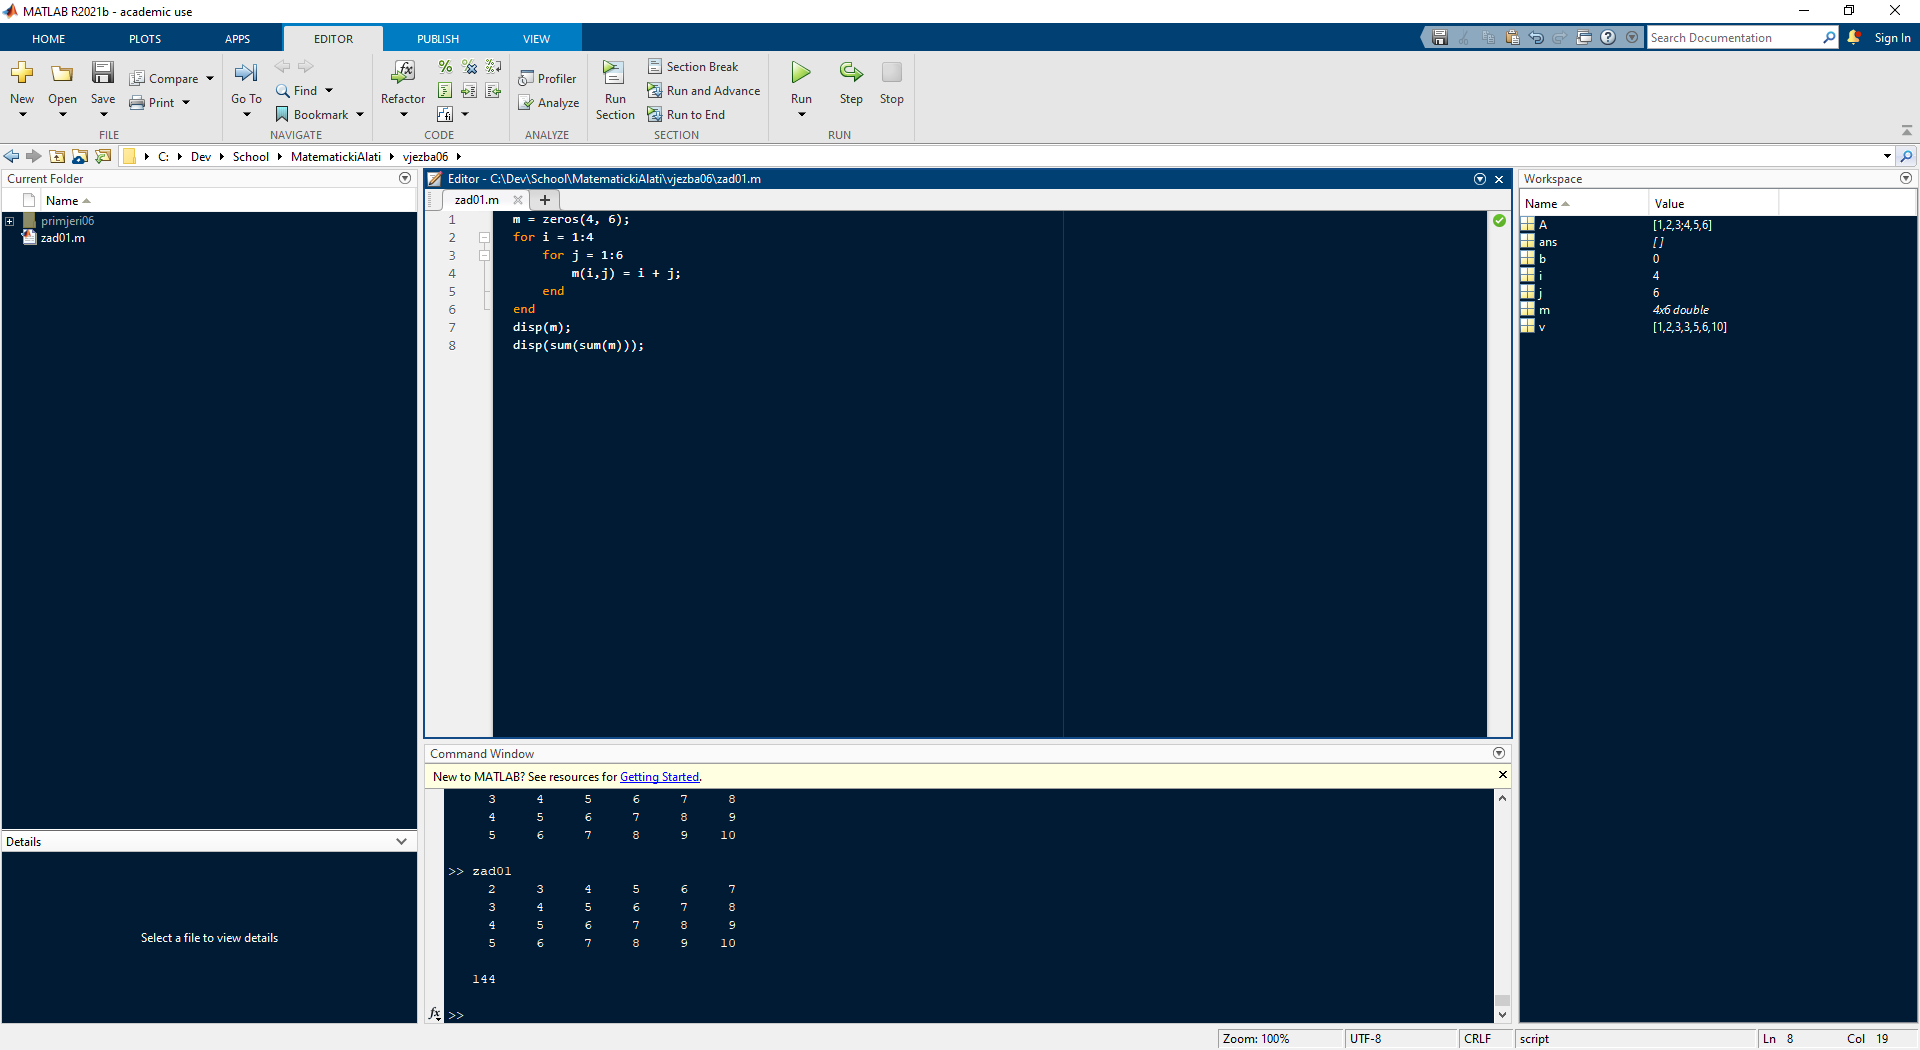 MATLAB R2021b - academic use
HOME PLOTS APPS EDITOR PUBLISH VIEW
Search Documentation
Sign In
New
Open
Save
Compare
Print
FILE
Go To
Find
Bookmark
NAVIGATE
Refactor
CODE
Profiler
Analyze
ANALYZE
Run
Section
Section Break
Run and Advance
Run to End
SECTION
Run
Step
Stop
RUN
C: Dev School MatematickiAlati vjezba06
Current Folder
Name
primjeri06
zad01.m
Details
Select a file to view details
Editor - C:\Dev\School\MatematickiAlati\vjezba06\zad01.m
zad01.m
1 m = zeros(4, 6);
2 for i = 1:4
3 for j = 1:6
4 m(i,j) = i + j;
5 end
6 end
7 disp(m);
8 disp(sum(sum(m)));
Command Window
New to MATLAB? See resources for Getting Started.
3 4 5 6 7 8
4 5 6 7 8 9
5 6 7 8 9 10
>> zad01
2 3 4 5 6 7
3 4 5 6 7 8
4 5 6 7 8 9
5 6 7 8 9 10
144
fx >>
Workspace
Name Value
A [1,2,3;4,5,6]
ans []
b 0
i 4
j 6
m 4x6 double
v [1,2,3,3,5,6,10]
Zoom: 100% UTF-8 CRLF script Ln 8 Col 19